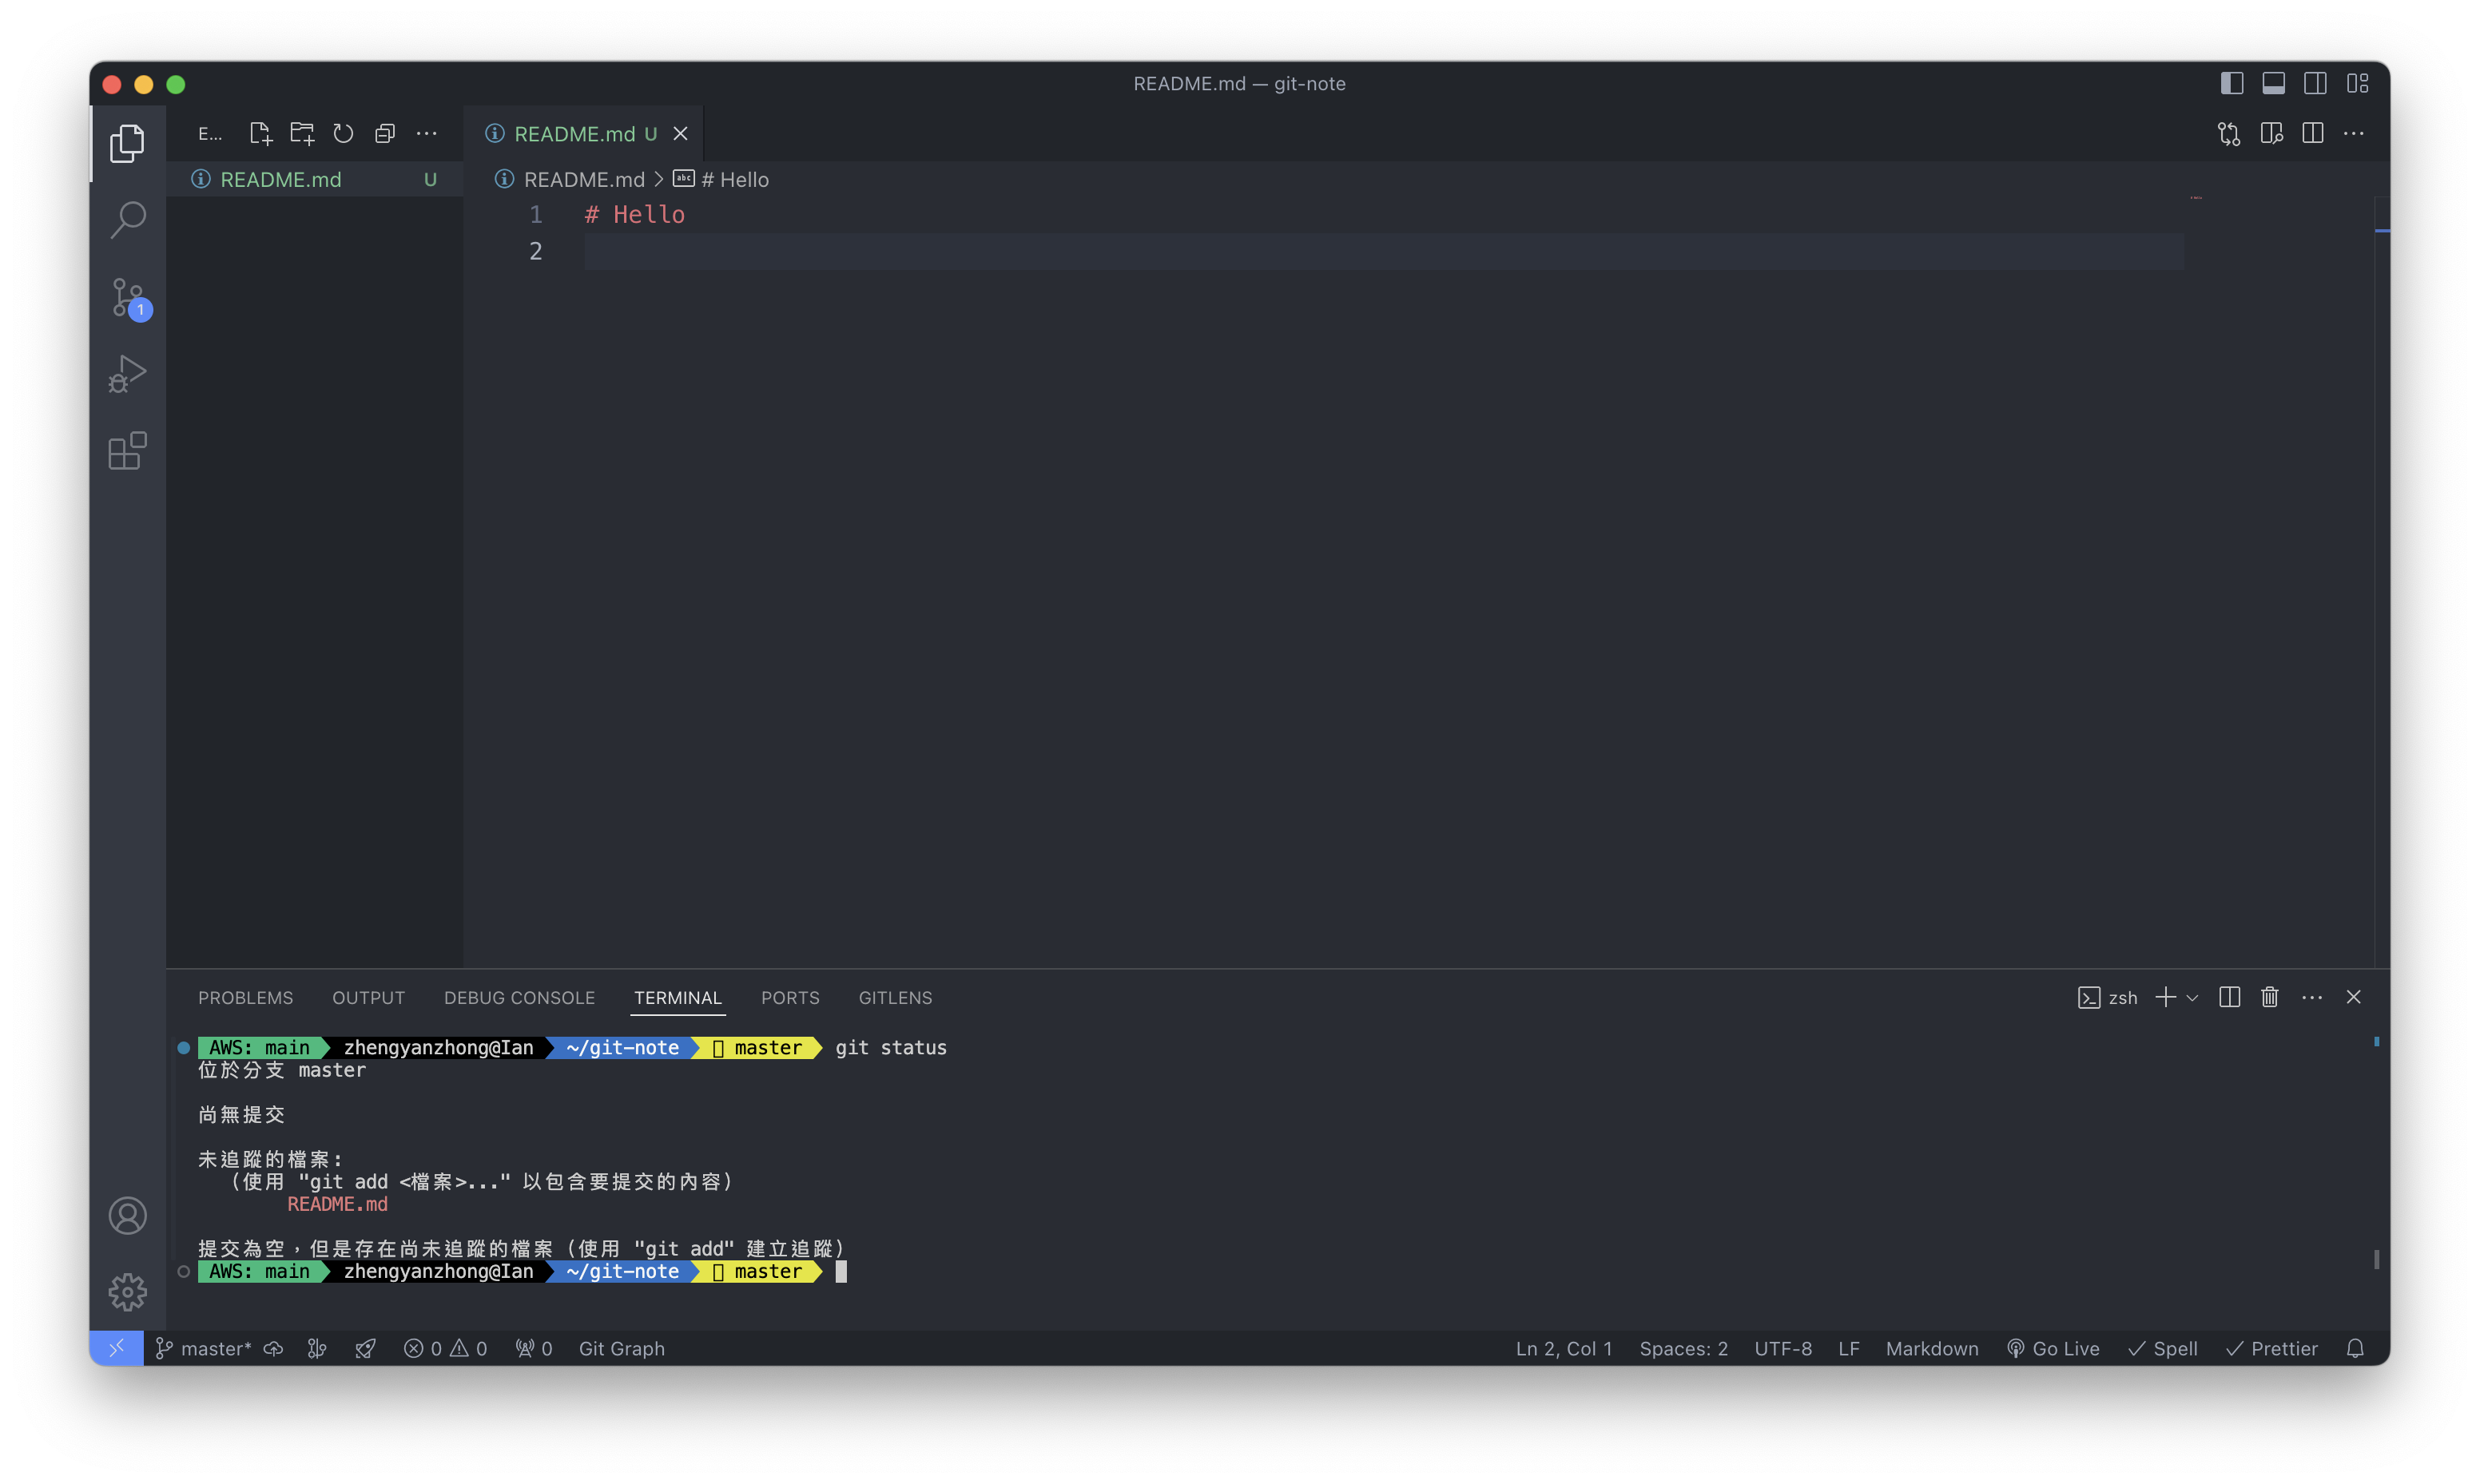 README.md — git-note
E...
README.md U
README.md U
README.md > # Hello
1 # Hello
2
1
PROBLEMS OUTPUT DEBUG CONSOLE TERMINAL PORTS GITLENS
zsh
AWS: main zhengyanzhong@Ian ~/git-note master git status
位於分支 master
尚無提交
未追蹤的檔案:
(使用 "git add <檔案>..." 以包含要提交的內容)
README.md
提交為空，但是存在尚未追蹤的檔案 (使用 "git add" 建立追蹤)
AWS: main zhengyanzhong@Ian ~/git-note master
master* 0 0 0 Git Graph Ln 2, Col 1 Spaces: 2 UTF-8 LF Markdown Go Live Spell Prettier